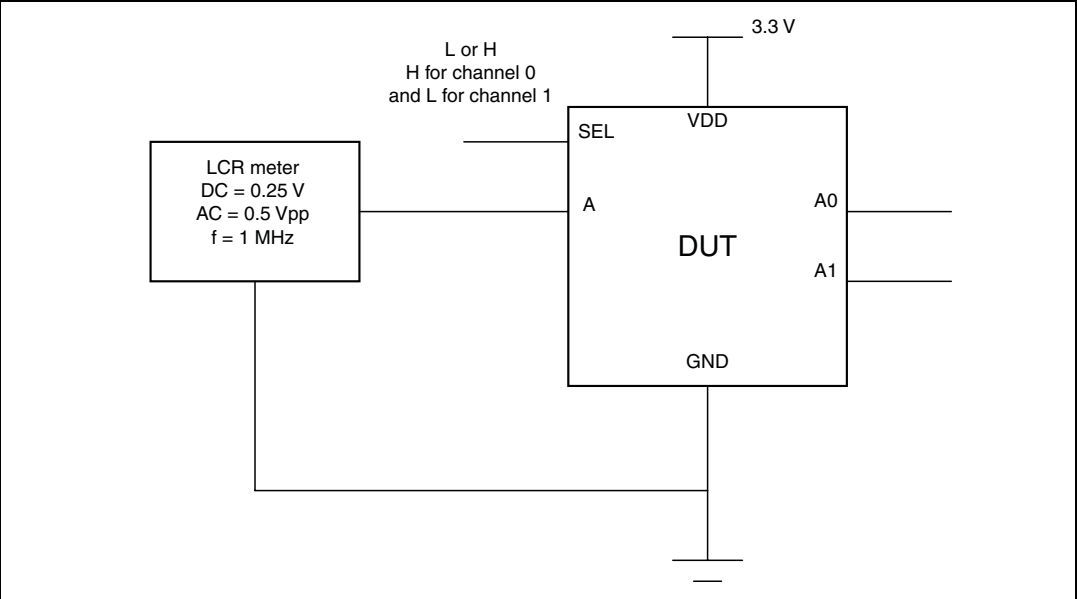 3.3 V
L or H
H for channel 0
and L for channel 1
SEL
VDD
LCR meter
DC = 0.25 V
AC = 0.5 Vpp
f = 1 MHz
A
A0
DUT
A1
GND